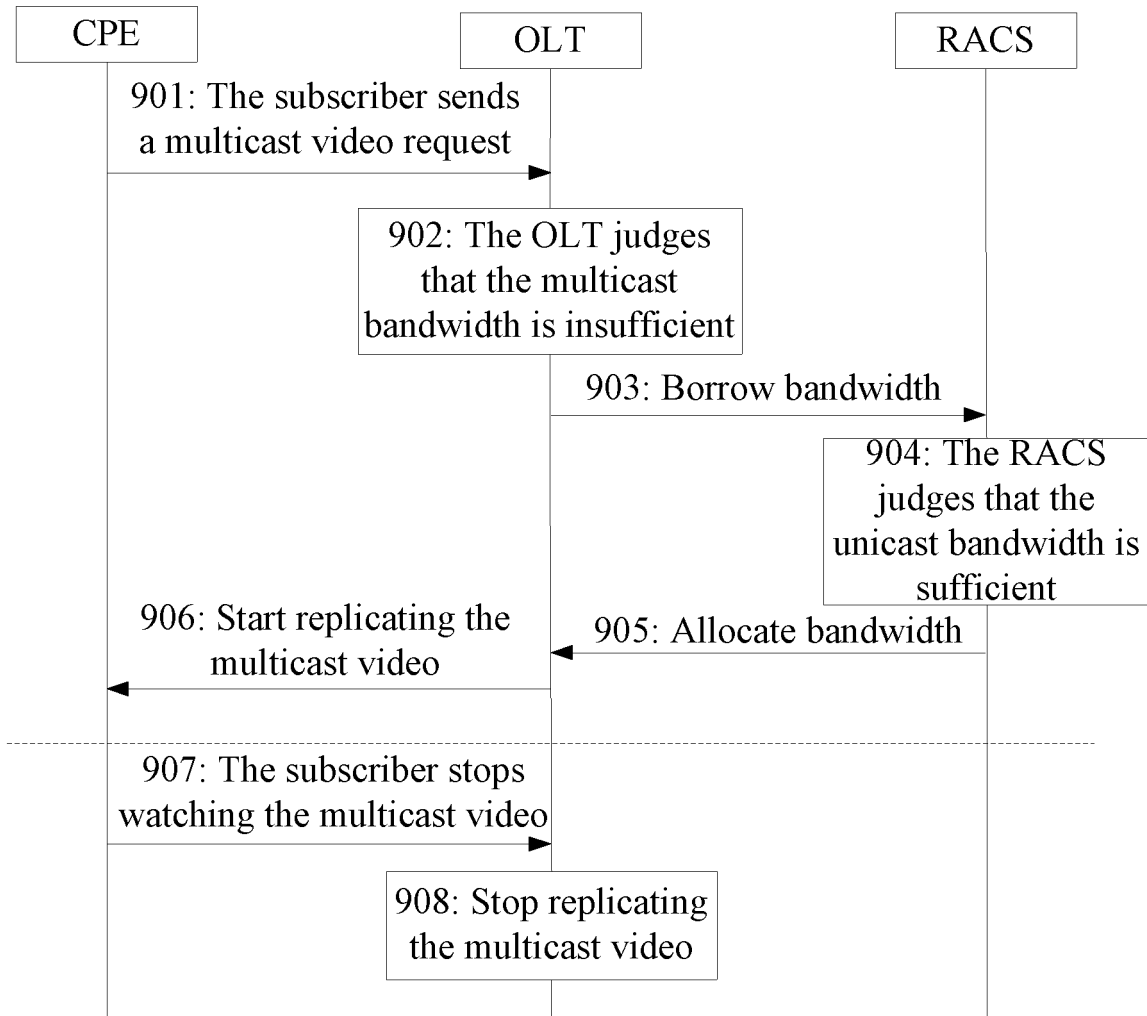 CPE
OLT
RACS
901: The subscriber sends
a multicast video request
902: The OLT judges
that the multicast
bandwidth is insufficient
903: Borrow bandwidth
904: The RACS
judges that the
unicast bandwidth is
sufficient
905: Allocate bandwidth
906: Start replicating the
multicast video
907: The subscriber stops
watching the multicast video
908: Stop replicating
the multicast video